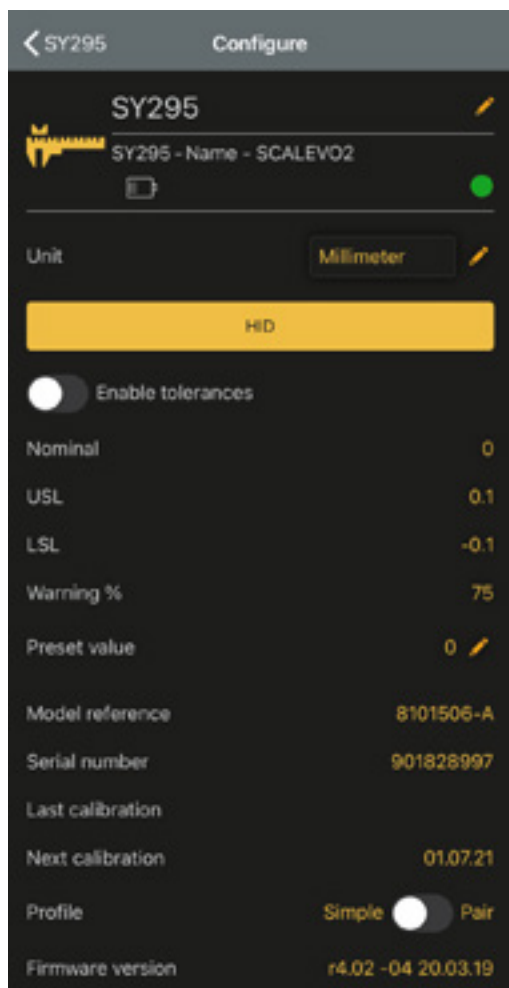 SY295 Configure
SY295
SY295 - Name - SCALEVO2
Unit Millimeter
HID
Enable tolerances
Nominal 0
USL 0.1
LSL -0.1
Warning % 75
Preset value 0
Model reference 8101506-A
Serial number 901828997
Last calibration
Next calibration 01.07.21
Profile Simple Pair
Firmware version r4.02 -04 20.03.19